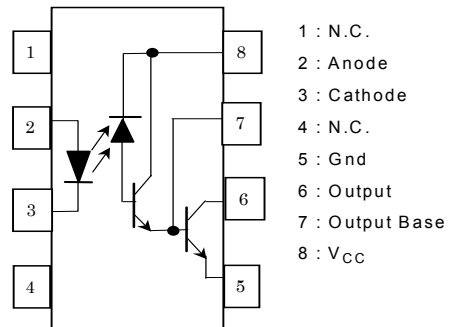 1
2
3
4
8
7
6
5
1 : N.C.
2 : Anode
3 : Cathode
4 : N.C.
5 : Gnd
6 : Output
7 : Output Base
8 : VCC